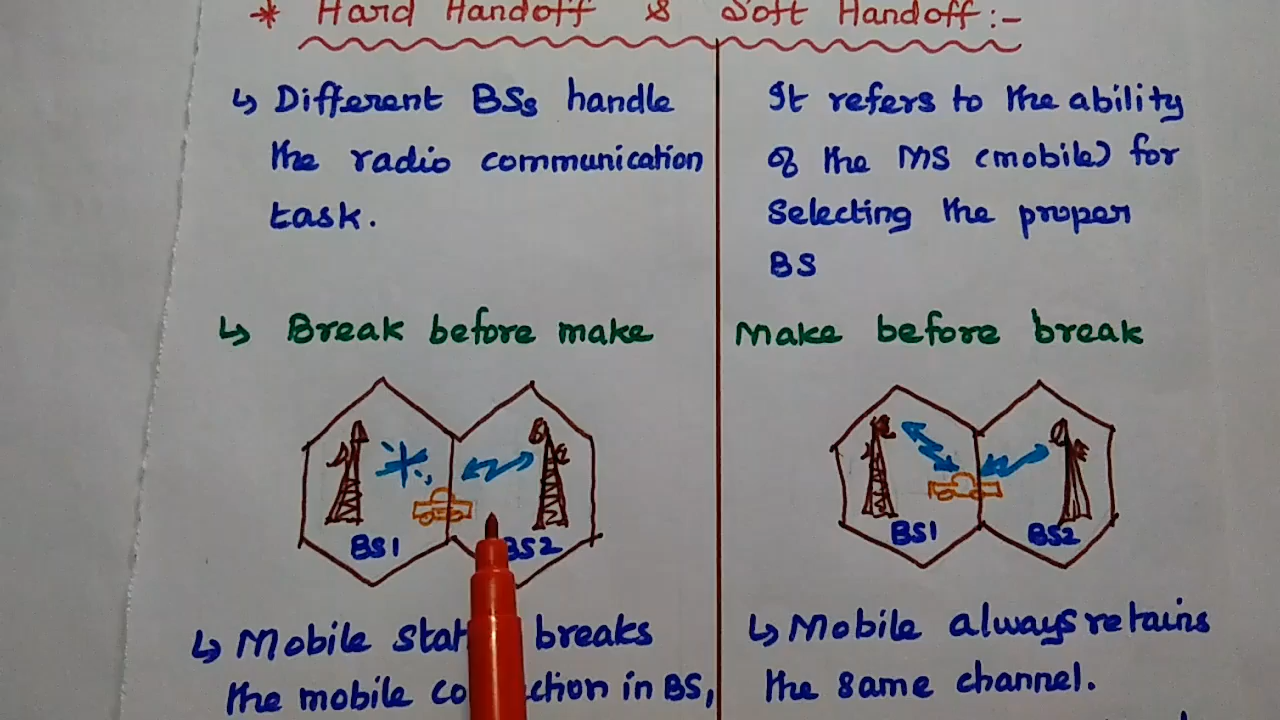 * Hard Handoff & Soft Handoff:-
↳ Different BSs handle
the radio communication
task.
↳ Break before make
BS1
BS2
↳ Mobile breaks
the mobile in BS,
It refers to the ability
of the MS (mobile) for
Selecting the proper
BS
Make before break
BS1
BS2
↳ Mobile always retains
the same channel.